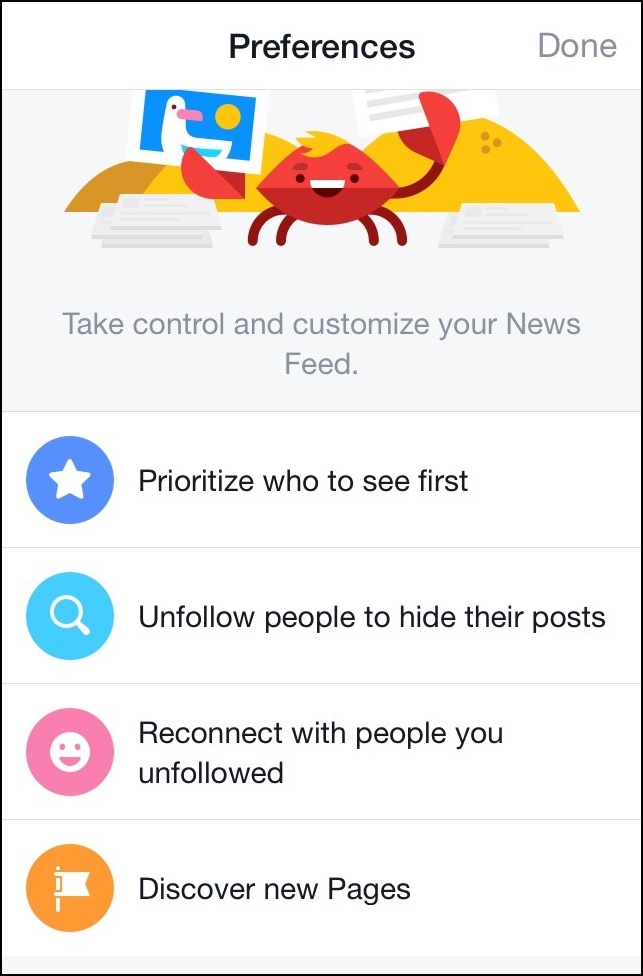 Preferences
Done
Take control and customize your News
Feed.
Prioritize who to see first
Unfollow people to hide their posts
Reconnect with people you
unfollowed
Discover new Pages